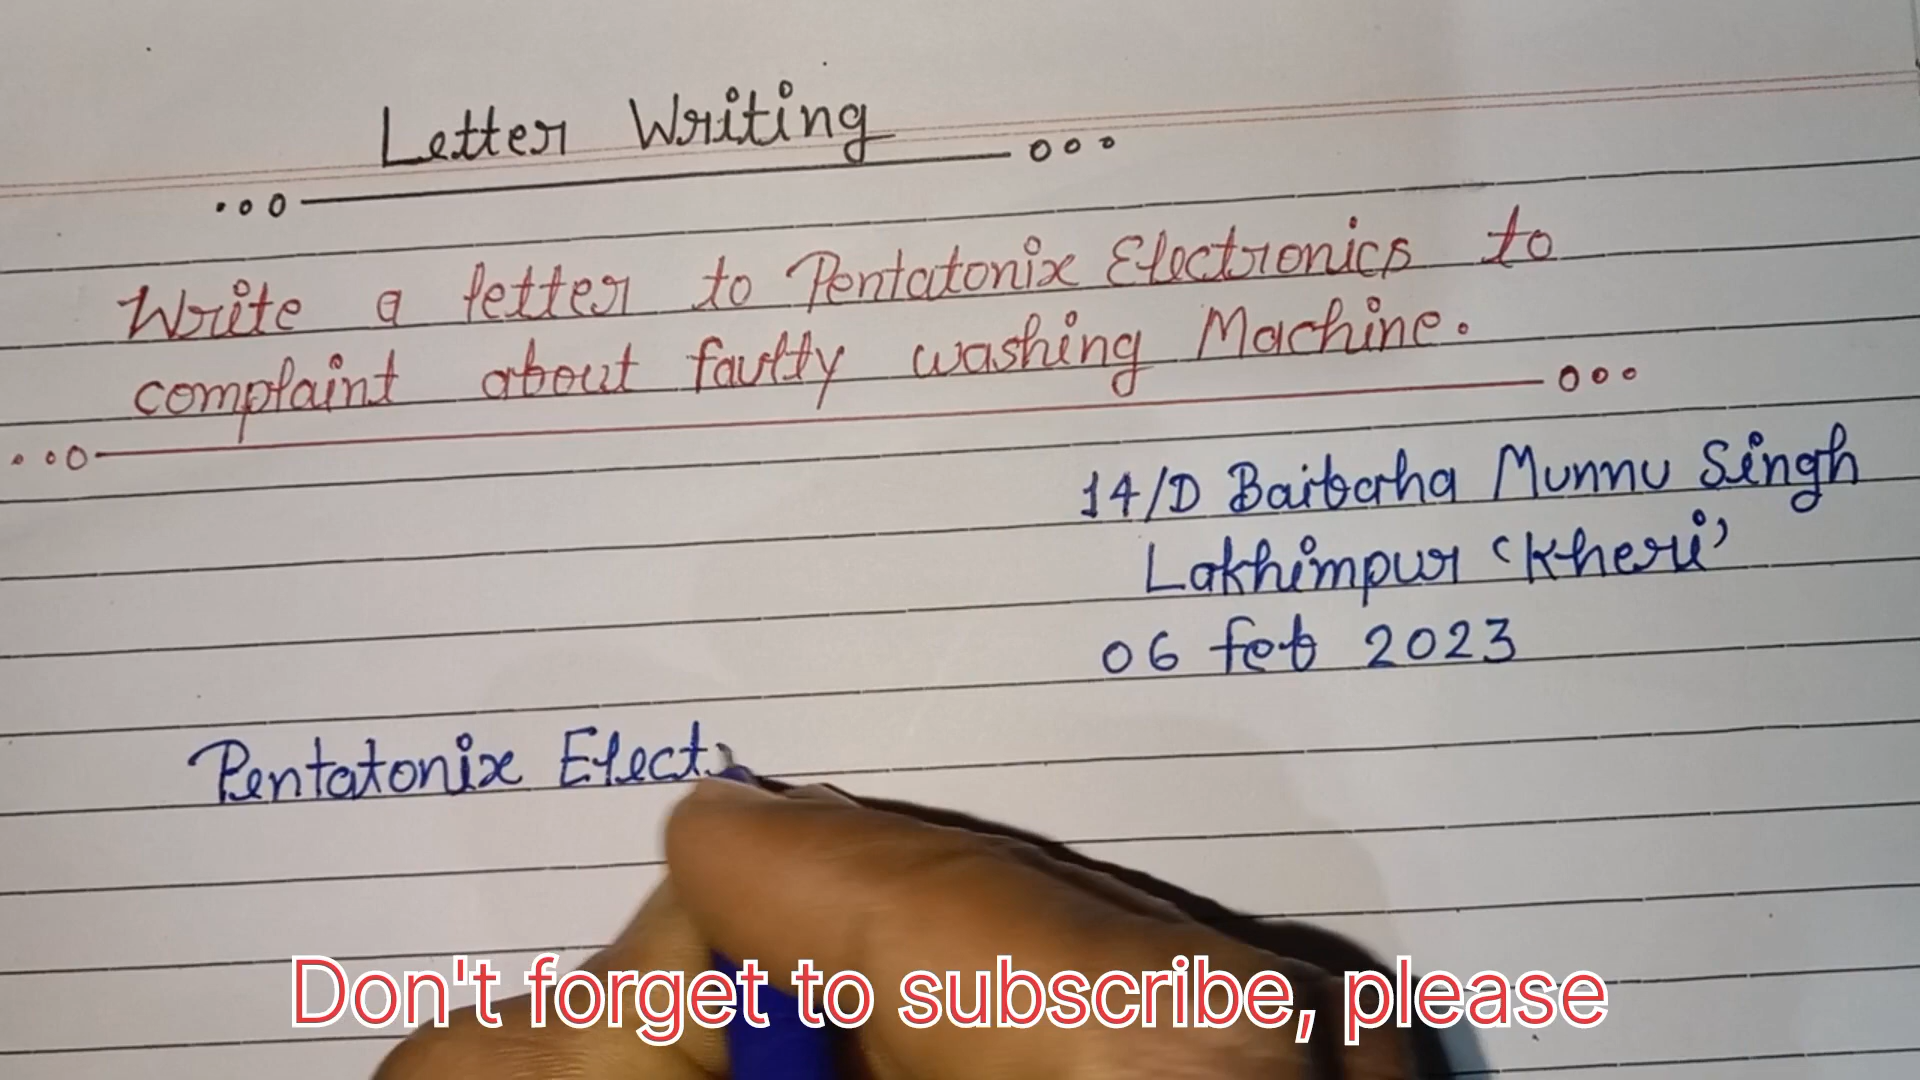 Letter Writing
Write a letter to Pentatonix Electronics to
complaint about faulty washing Machine.
14/D Baibaha Munnu Singh
Lakhimpur (Kheri)
06 feb 2023
Pentatonix Elect
Don't forget to subscribe, please